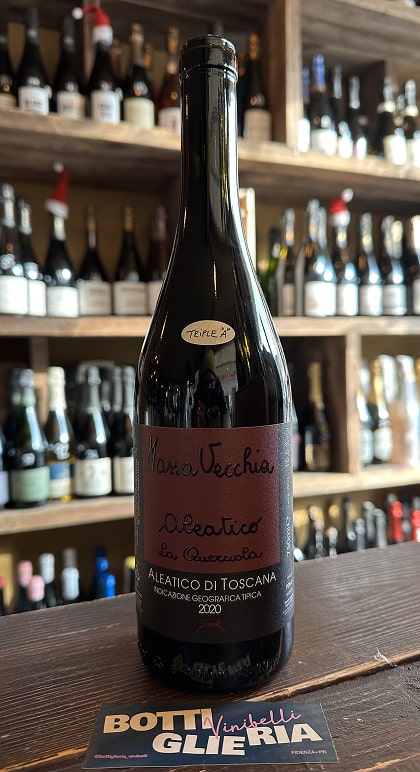 TRIPLE "A"
Massa Vecchia
Aleatico
La Querciola
ALEATICO DI TOSCANA
INDICAZIONE GEOGRAFICA TIPICA
2020
750ml
BOTTI
Vinibelli
GLIERIA
@bottiglieria_vinibelli
FIDENZA•PR